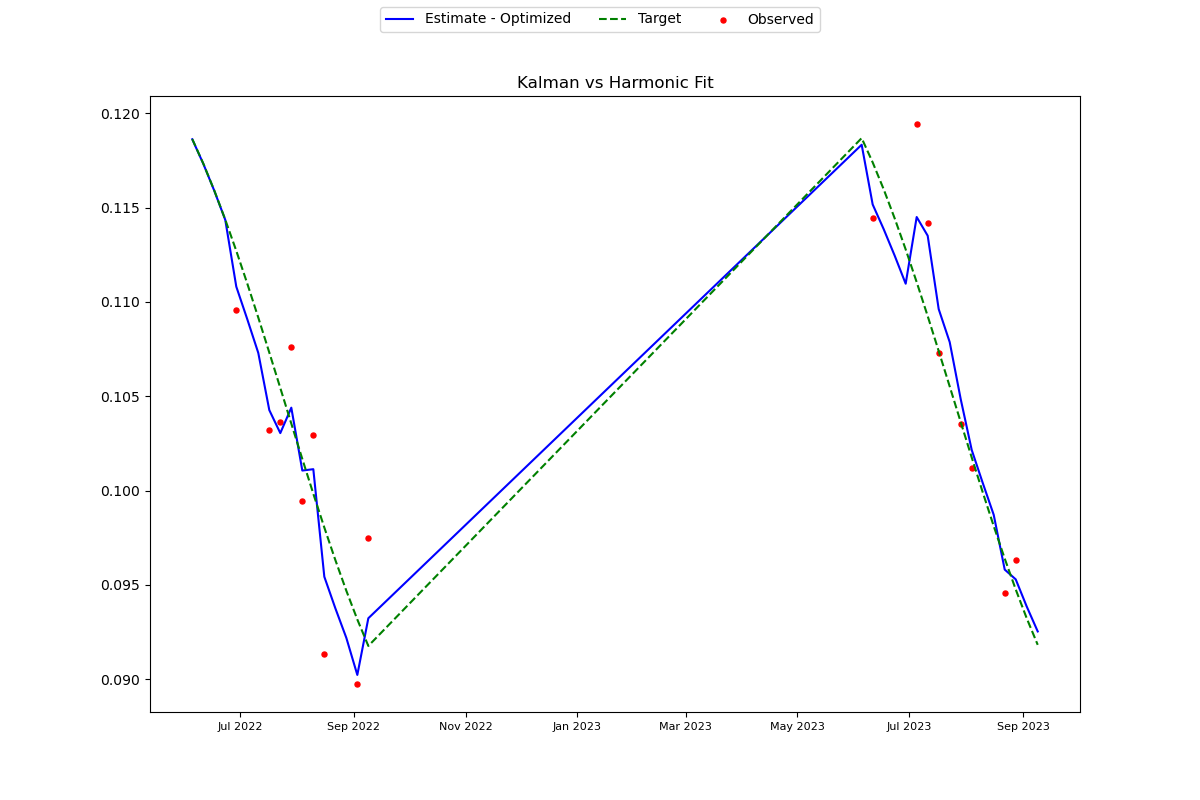 Estimate - Optimized Target Observed
Kalman vs Harmonic Fit
0.120
0.115
0.110
0.105
0.100
0.095
0.090
Jul 2022 Sep 2022 Nov 2022 Jan 2023 Mar 2023 May 2023 Jul 2023 Sep 2023